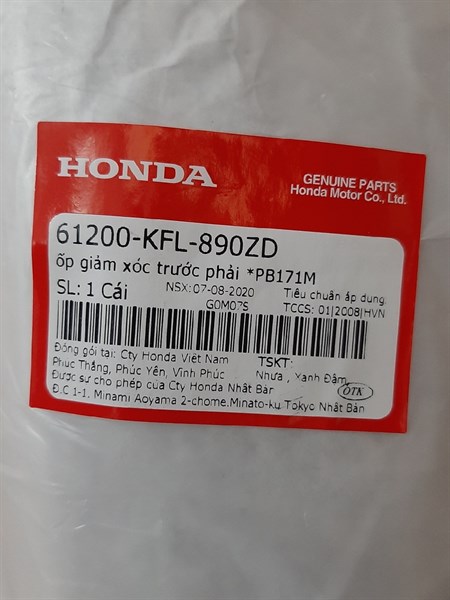 HONDA
GENUINE PARTS
Honda Motor Co., Ltd.
61200-KFL-890ZD
ốp giảm xóc trước phải *PB171M
SL: 1 Cái
NSX: 07-08-2020
Tiêu chuẩn áp dụng
G0M07S
TCCS: 01|2008|HVN
Đóng gói tại: Cty Honda Việt Nam
TSKT:
Phúc Thắng, Phúc Yên, Vĩnh Phúc
Nhựa , Xanh Đậm
Được sự cho phép của Cty Honda Nhật Bản
OTK
Đ.C 1-1, Minami Aoyama 2-chome,Minato-ku Tokyo Nhật Bản